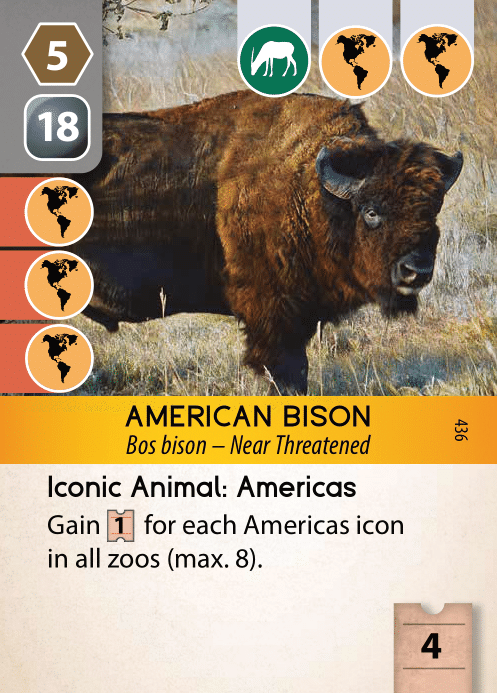 5
18
AMERICAN BISON
Bos bison – Near Threatened
436
Iconic Animal: Americas
Gain 1 for each Americas icon
in all zoos (max. 8).
4